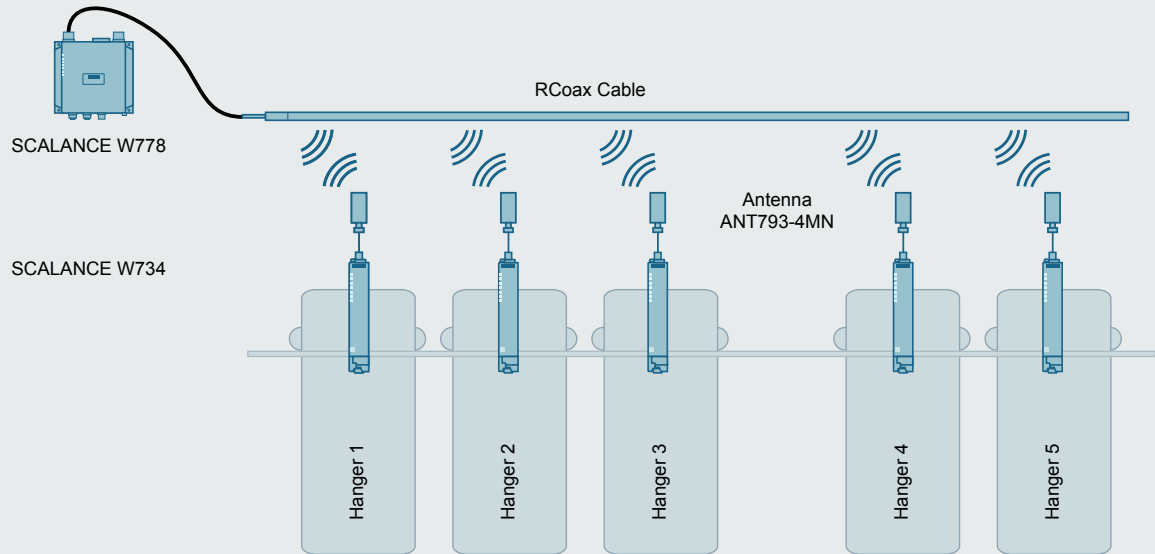 RCoax Cable
SCALANCE W778
Antenna
ANT793-4MN
SCALANCE W734
Hanger 1
Hanger 2
Hanger 3
Hanger 4
Hanger 5